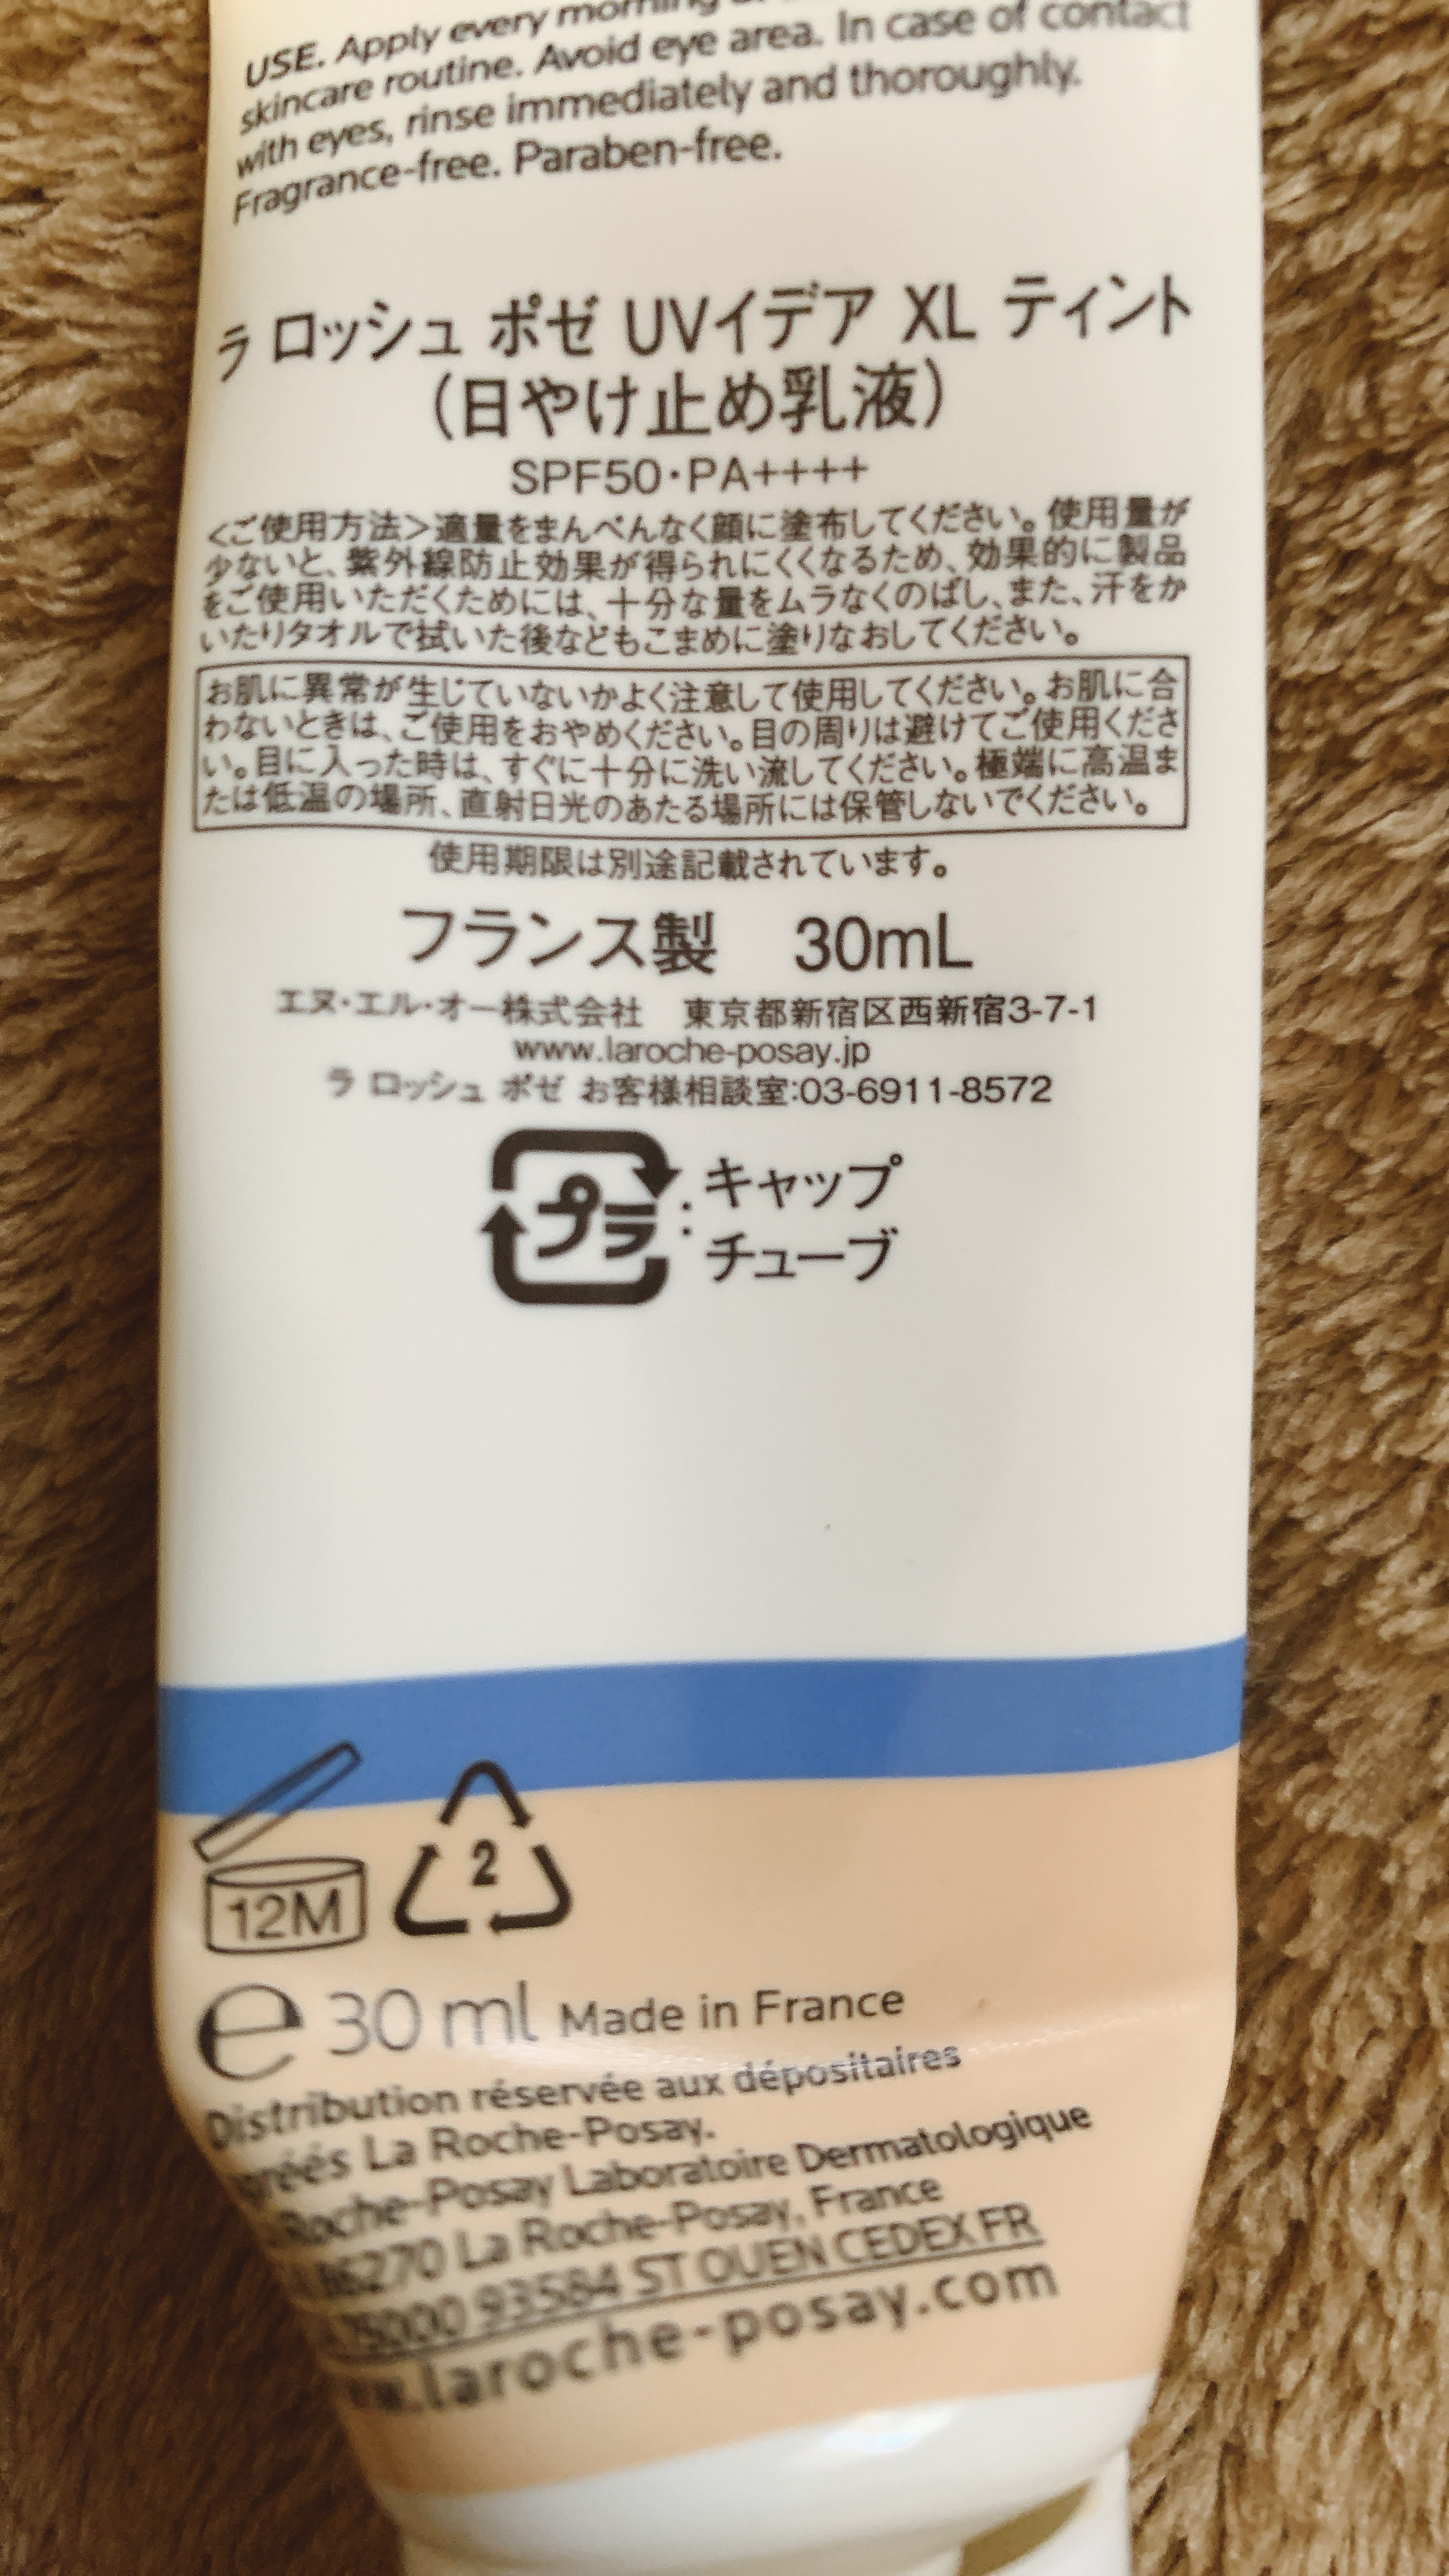 USE. Apply every morning
skincare routine. Avoid eye area. In case of contact
with eyes, rinse immediately and thoroughly.
Fragrance-free. Paraben-free.
ラ ロッシュ ポゼ UVイデア XL ティント
（日やけ止め乳液）
SPF50・PA++++
＜ご使用方法＞適量をまんべんなく顔に塗布してください。使用量が
少ないと、紫外線防止効果が得られにくくなるため、効果的に製品
をご使用いただくためには、十分な量をムラなくのばし、また、汗をか
いたりタオルで拭いた後などもこまめに塗りなおしてください。
お肌に異常が生じていないかよく注意して使用してください。お肌に合
わないときは、ご使用をおやめください。目の周りは避けてご使用くださ
い。目に入った時は、すぐに十分に洗い流してください。極端に高温ま
たは低温の場所、直射日光のあたる場所には保管しないでください。
使用期限は別途記載されています。
フランス製 30mL
エヌ・エル・オー株式会社 東京都新宿区西新宿3-7-1
www.laroche-posay.jp
ラ ロッシュ ポゼ お客様相談室:03-6911-8572
プラ : キャップ
チューブ
12M 2
e 30 ml Made in France
Distribution réservée aux dépositaires
La Roche-Posay.
Roche-Posay Laboratoire Dermatologique
86270 La Roche-Posay, France
75000 93584 ST OUEN CEDEX FR
laroche-posay.com